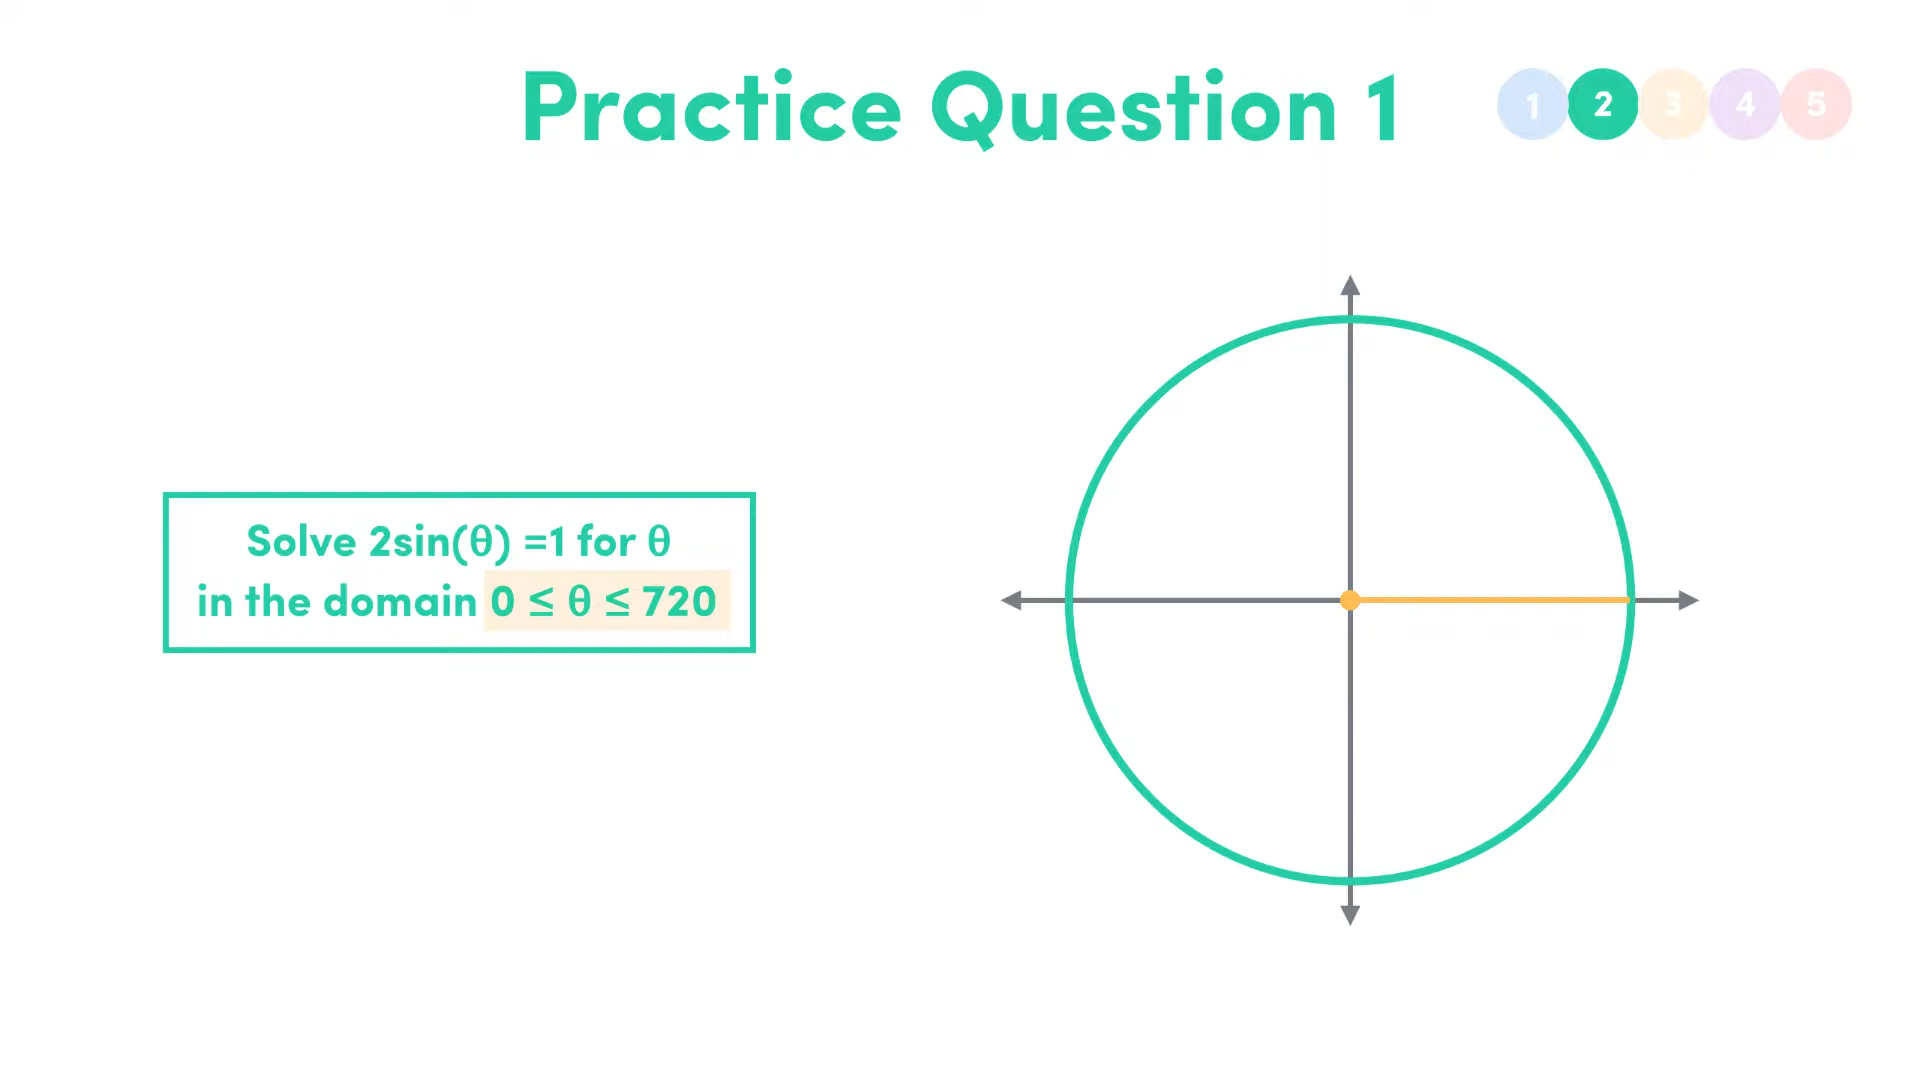 Practice Question 1
1 2 3 4 5
Solve 2sin(θ) =1 for θ
in the domain 0 ≤ θ ≤ 720